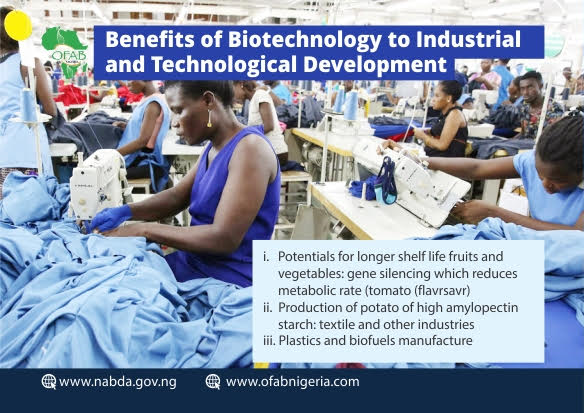 OFAB
Benefits of Biotechnology to Industrial
and Technological Development
i. Potentials for longer shelf life fruits and
vegetables: gene silencing which reduces
metabolic rate (tomato (flavrsavr)
ii. Production of potato of high amylopectin
starch: textile and other industries
iii. Plastics and biofuels manufacture
www.nabda.gov.ng www.ofabnigeria.com